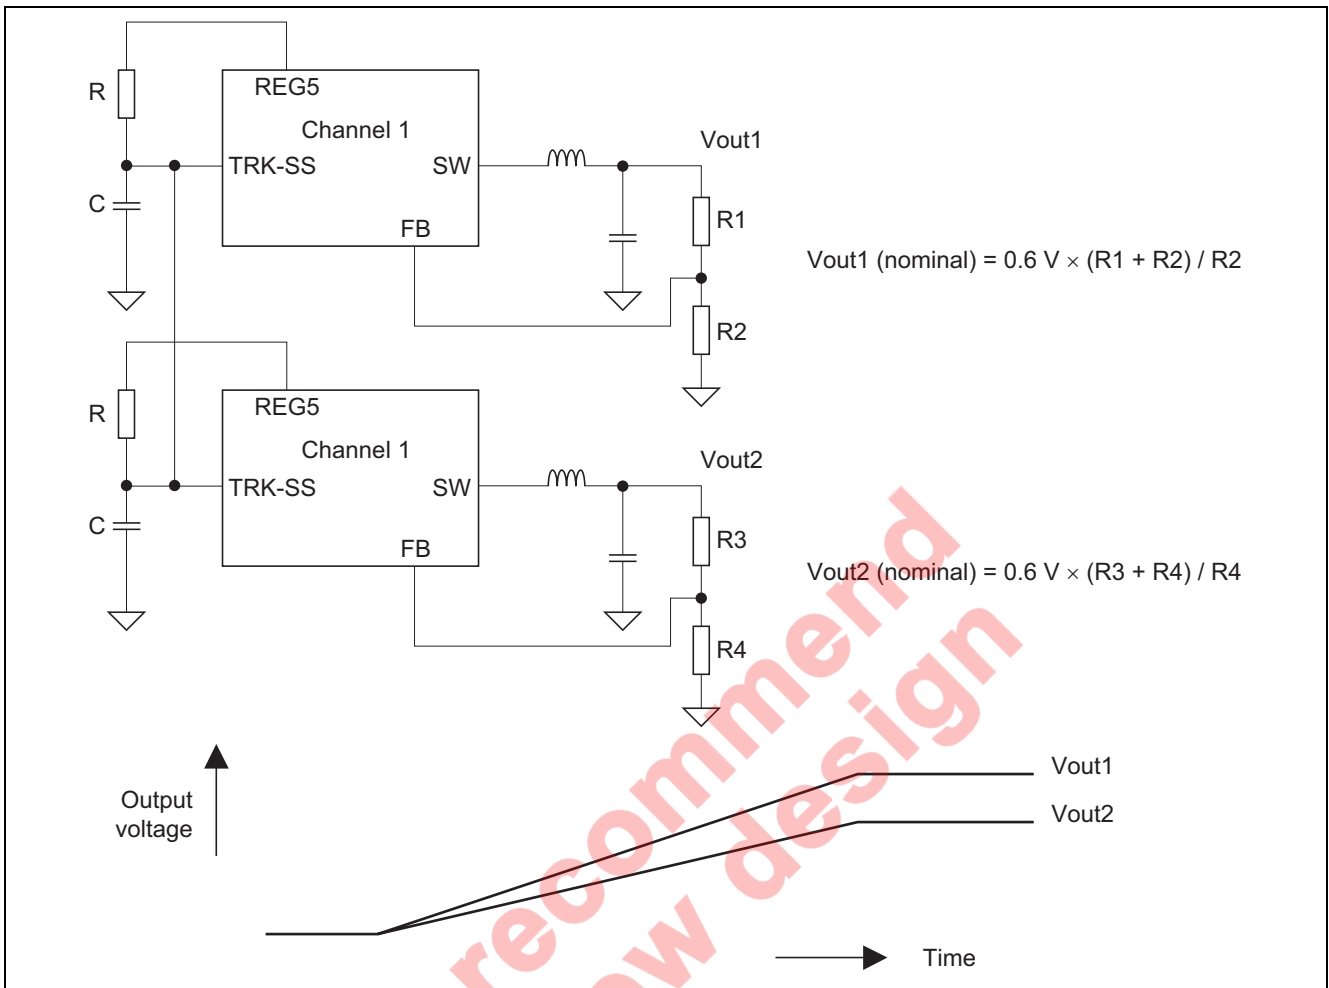 REG5
R
Channel 1
Vout1
TRK-SS
SW
C
R1
FB
Vout1 (nominal) = 0.6 V × (R1 + R2) / R2
R2
REG5
R
Channel 1
Vout2
TRK-SS
SW
C
R3
FB
Vout2 (nominal) = 0.6 V × (R3 + R4) / R4
R4
recommend
design
Output
voltage
Vout1
Vout2
Time